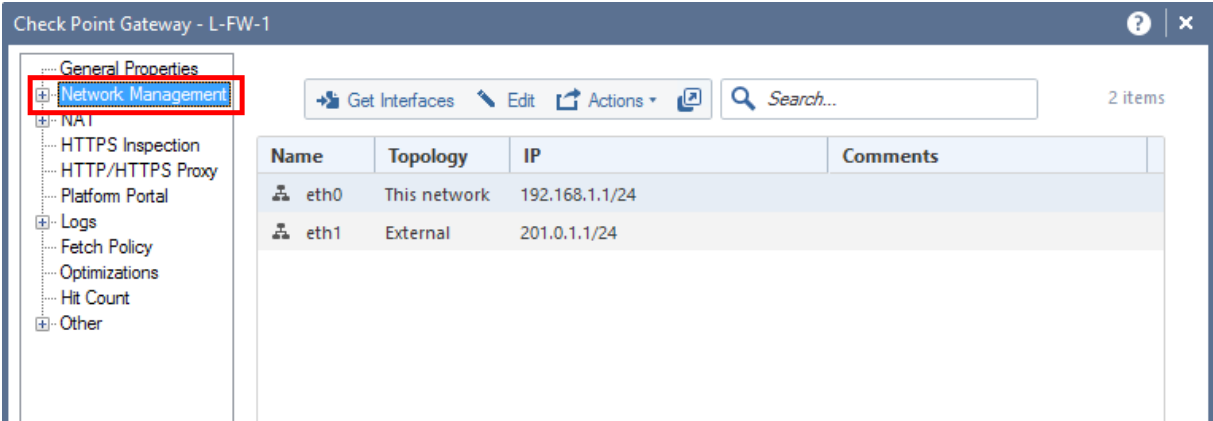 Check Point Gateway - L-FW-1
General Properties
Network Management
NAT
HTTPS Inspection
HTTP/HTTPS Proxy
Platform Portal
Logs
Fetch Policy
Optimizations
Hit Count
Other
Get Interfaces Edit Actions Search... 2 items
Name Topology IP Comments
eth0 This network 192.168.1.1/24
eth1 External 201.0.1.1/24